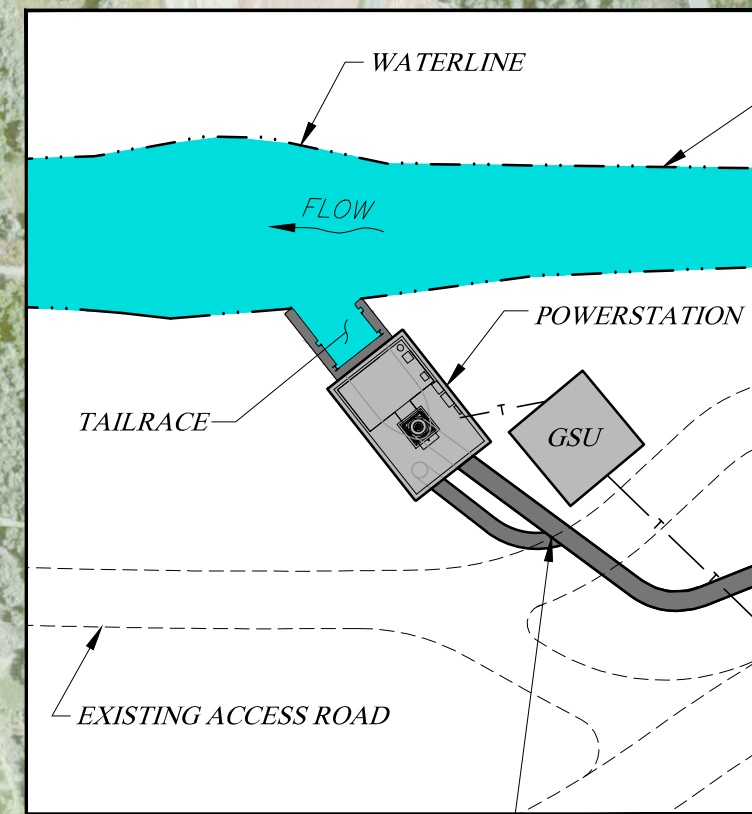 WATERLINE
FLOW
POWERSTATION
TAILRACE
GSU
T
T
T
EXISTING ACCESS ROAD